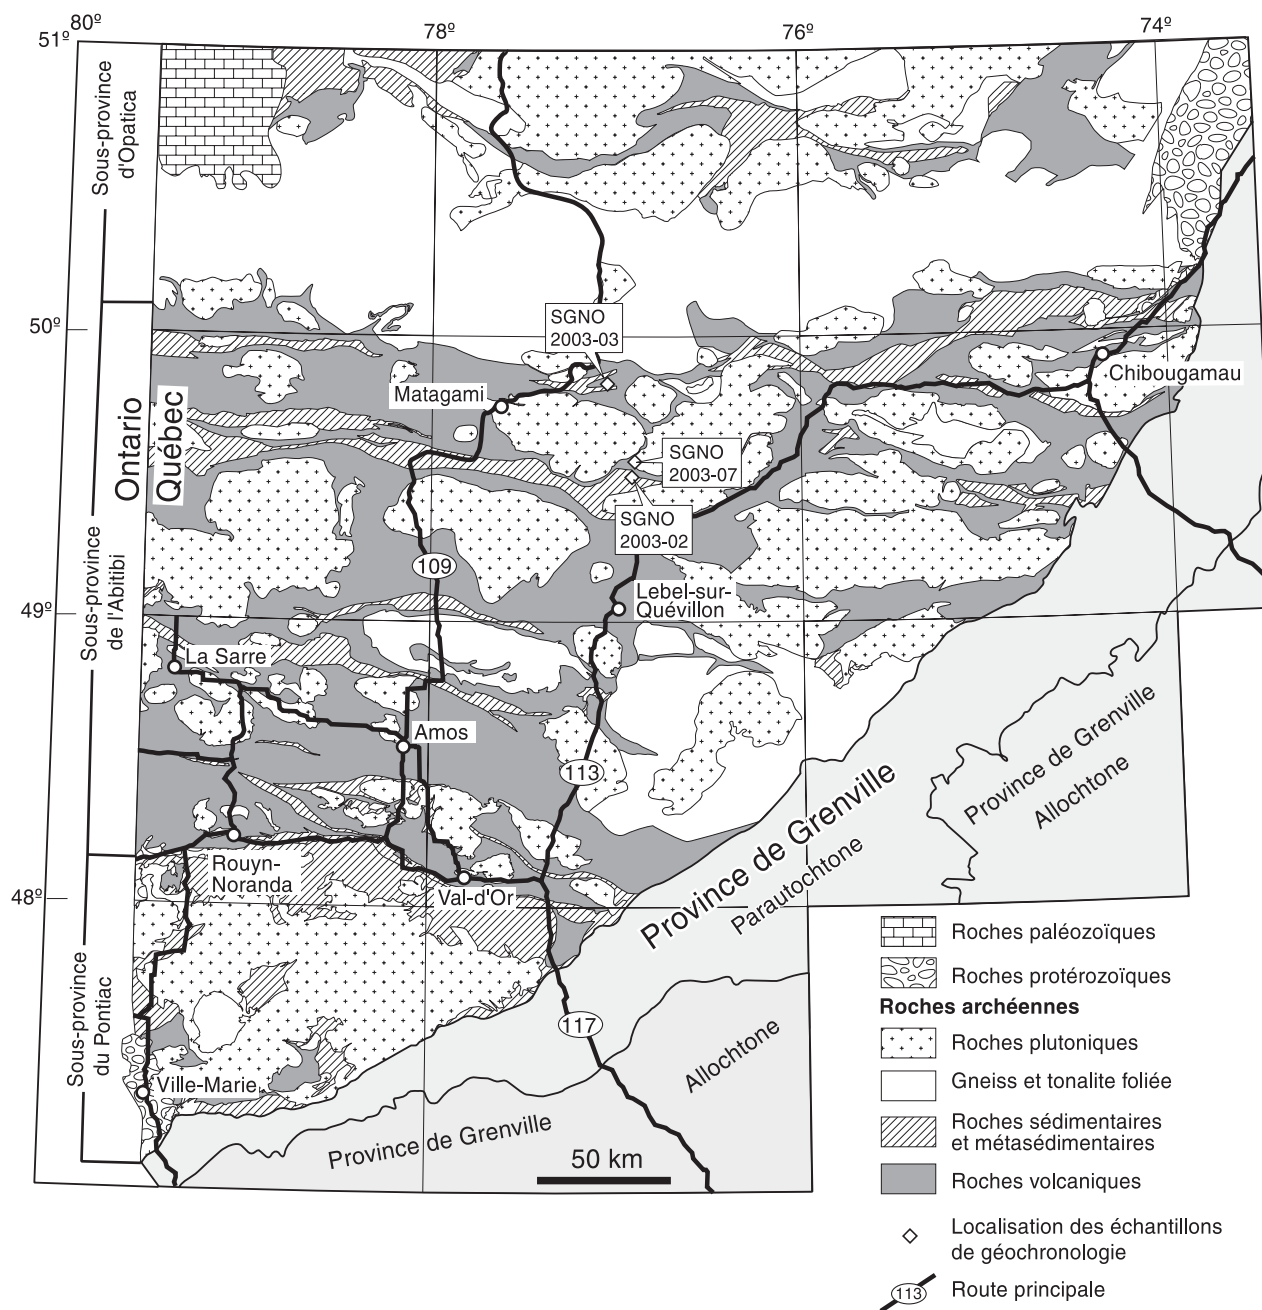 80º
78º
76º
74º
51º
Sous-province
d'Opatica
50º
SGNO
2003-03
Matagami
Chibougamau
Ontario
Québec
SGNO
2003-07
SGNO
2003-02
Sous-province
de l'Abitibi
109
Lebel-sur-
Quévillon
49º
La Sarre
Amos
113
Province de Grenville
Parautochtone
Province de Grenville
Allochtone
Rouyn-
Noranda
Val-d'Or
48º
Sous-province
du Pontiac
117
Ville-Marie
Allochtone
Province de Grenville
50 km
Roches paléozoïques
Roches protérozoïques
Roches archéennes
Roches plutoniques
Gneiss et tonalite foliée
Roches sédimentaires
et métasédimentaires
Roches volcaniques
Localisation des échantillons
de géochronologie
113
Route principale